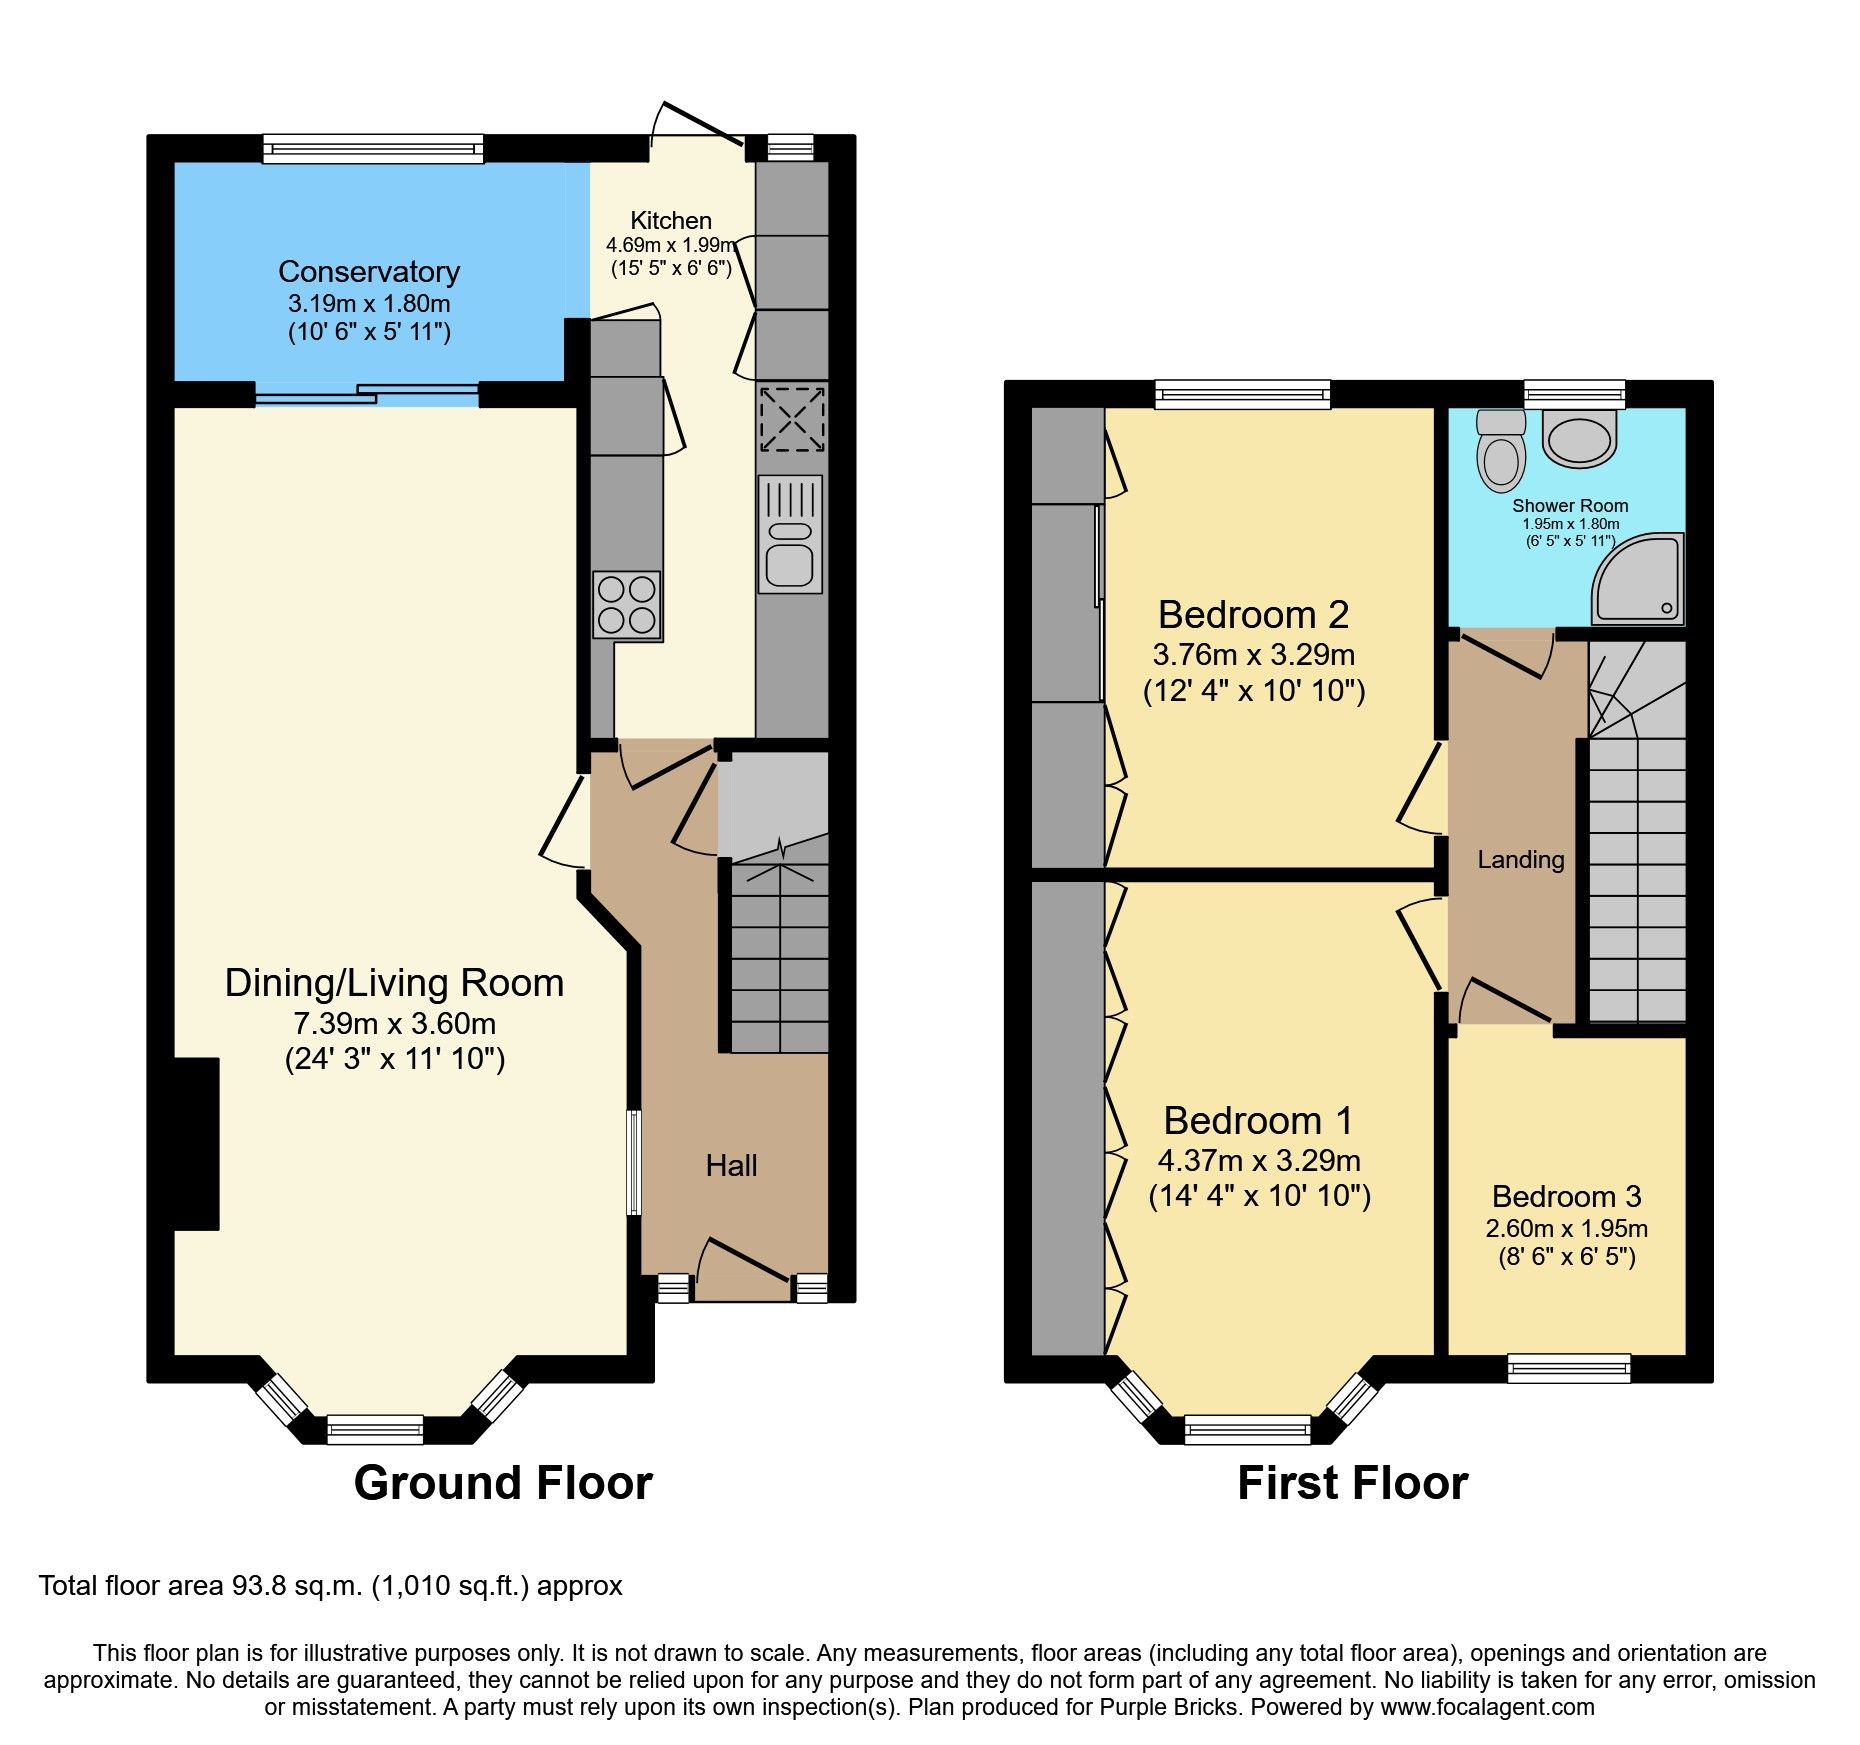 Kitchen
4.69m x 1.99m
(15' 5" x 6' 6")
Conservatory
3.19m x 1.80m
(10' 6" x 5' 11")
Dining/Living Room
7.39m x 3.60m
(24' 3" x 11' 10")
Hall
Ground Floor
Shower Room
1.95m x 1.80m
(6' 5" x 5' 11")
Bedroom 2
3.76m x 3.29m
(12' 4" x 10' 10")
Landing
Bedroom 1
4.37m x 3.29m
(14' 4" x 10' 10")
Bedroom 3
2.60m x 1.95m
(8' 6" x 6' 5")
First Floor
Total floor area 93.8 sq.m. (1,010 sq.ft.) approx
This floor plan is for illustrative purposes only. It is not drawn to scale. Any measurements, floor areas (including any total floor area), openings and orientation are
approximate. No details are guaranteed, they cannot be relied upon for any purpose and they do not form part of any agreement. No liability is taken for any error, omission
or misstatement. A party must rely upon its own inspection(s). Plan produced for Purple Bricks. Powered by www.focalagent.com